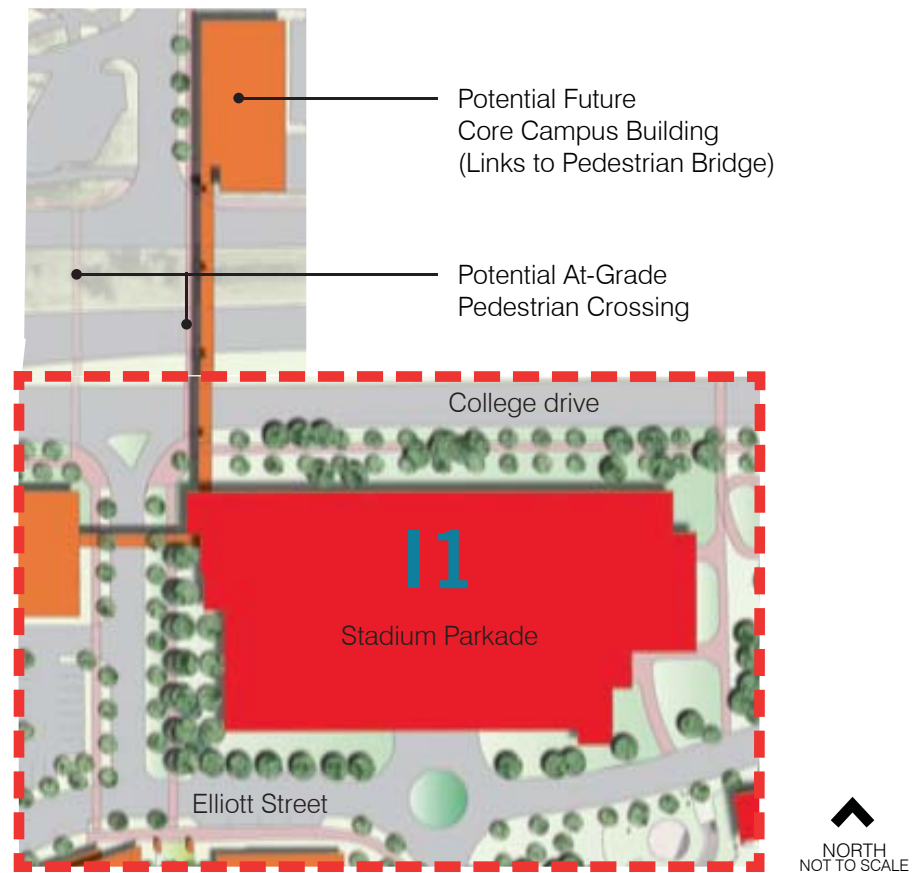 Potential Future
Core Campus Building
(Links to Pedestrian Bridge)
Potential At-Grade
Pedestrian Crossing
College drive
I1
Stadium Parkade
Elliott Street
NORTH
NOT TO SCALE